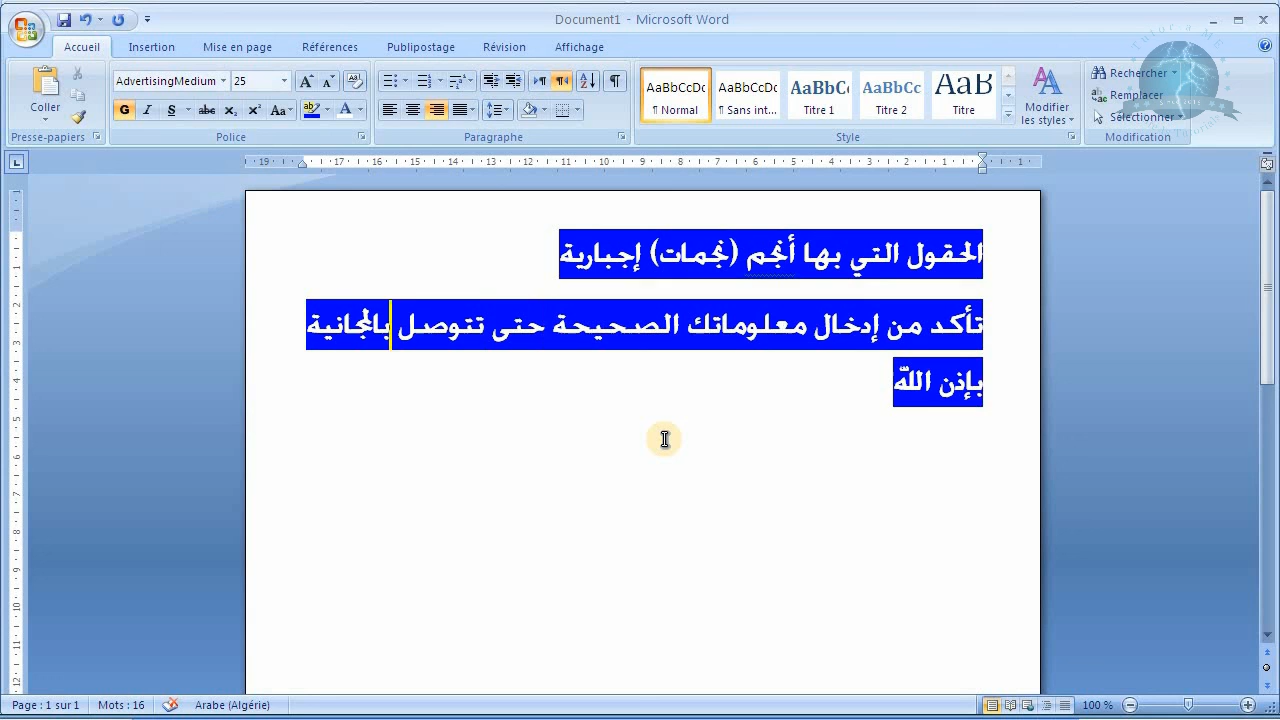 Document1 - Microsoft Word
Accueil Insertion Mise en page Références Publipostage Révision Affichage
Coller
AdvertisingMedium 25
AaBbCcDc AaBbCcDc AaBbC AaBbCc AaB
¶ Normal ¶ Sans int... Titre 1 Titre 2 Titre
Modifier les styles
Rechercher
Remplacer
Sélectionner
Presse-papiers Police Paragraphe Style Modification
الحقول التي بها أنجم (نجمات) إجبارية
تأكد من إدخال معلوماتك الصحيحة حتى تتوصل بالمجانية
بإذن اللّه
Page : 1 sur 1 Mots : 16 Arabe (Algérie) 100 %